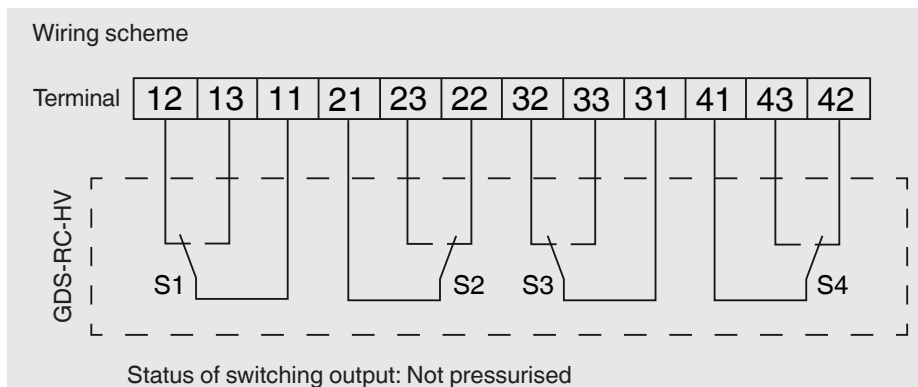 Wiring scheme
Terminal 12 13 11 21 23 22 32 33 31 41 43 42
GDS-RC-HV
S1 S2 S3 S4
Status of switching output: Not pressurised